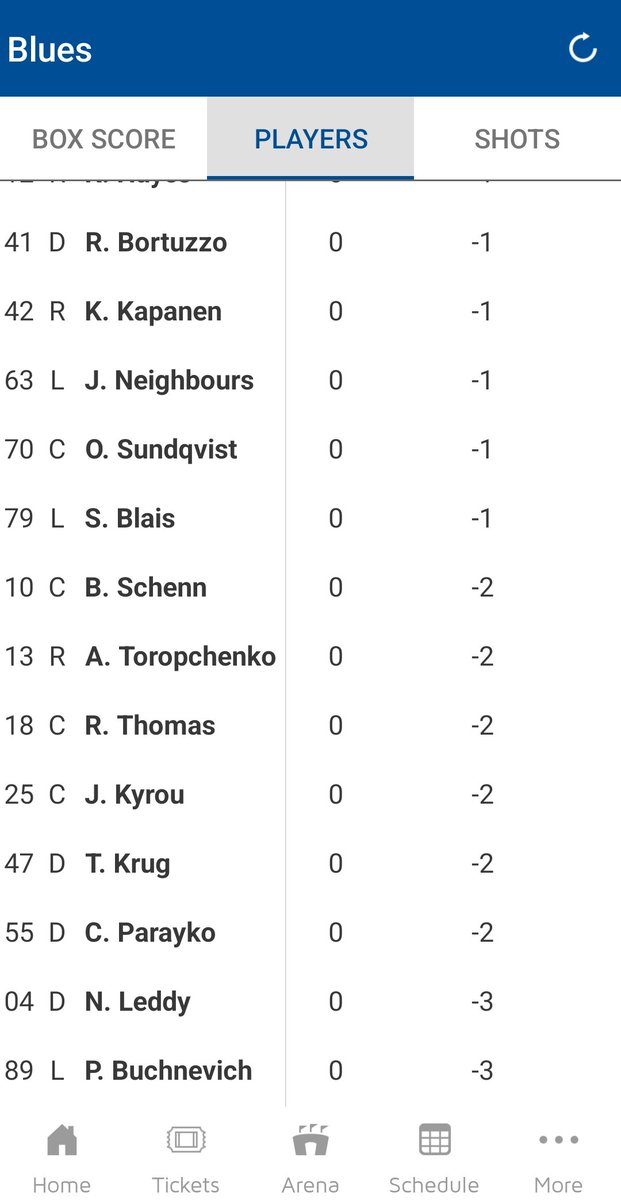 Blues
BOX SCORE PLAYERS SHOTS
41 D R. Bortuzzo 0 -1
42 R K. Kapanen 0 -1
63 L J. Neighbours 0 -1
70 C O. Sundqvist 0 -1
79 L S. Blais 0 -1
10 C B. Schenn 0 -2
13 R A. Toropchenko 0 -2
18 C R. Thomas 0 -2
25 C J. Kyrou 0 -2
47 D T. Krug 0 -2
55 D C. Parayko 0 -2
04 D N. Leddy 0 -3
89 L P. Buchnevich 0 -3
Home Tickets Arena Schedule More